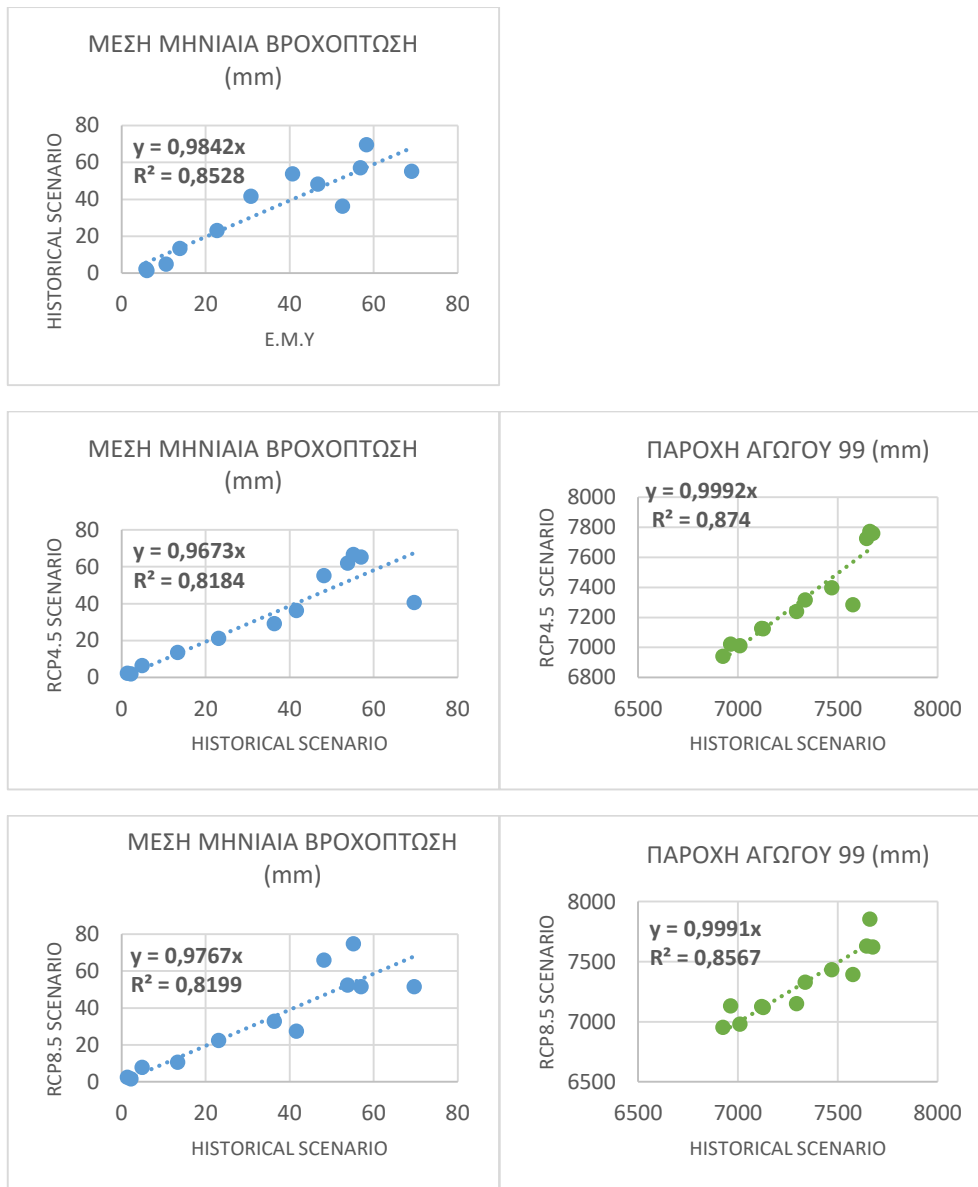 ΜΕΣΗ ΜΗΝΙΑΙΑ ΒΡΟΧΟΠΤΩΣΗ
(mm)
y = 0,9842x
R² = 0,8528
HISTORICAL SCENARIO
80
60
40
20
0
0 20 40 60 80
Ε.Μ.Υ
ΜΕΣΗ ΜΗΝΙΑΙΑ ΒΡΟΧΟΠΤΩΣΗ
(mm)
y = 0,9673x
R² = 0,8184
RCP4.5 SCENARIO
80
60
40
20
0
0 20 40 60 80
HISTORICAL SCENARIO
ΠΑΡΟΧΗ ΑΓΩΓΟΥ 99 (mm)
y = 0,9992x
R² = 0,874
RCP4.5 SCENARIO
8000
7800
7600
7400
7200
7000
6800
6500 7000 7500 8000
HISTORICAL SCENARIO
ΜΕΣΗ ΜΗΝΙΑΙΑ ΒΡΟΧΟΠΤΩΣΗ
(mm)
y = 0,9767x
R² = 0,8199
RCP8.5 SCENARIO
80
60
40
20
0
0 20 40 60 80
HISTORICAL SCENARIO
ΠΑΡΟΧΗ ΑΓΩΓΟΥ 99 (mm)
y = 0,9991x
R² = 0,8567
RCP8.5 SCENARIO
8000
7500
7000
6500
6500 7000 7500 8000
HISTORICAL SCENARIO